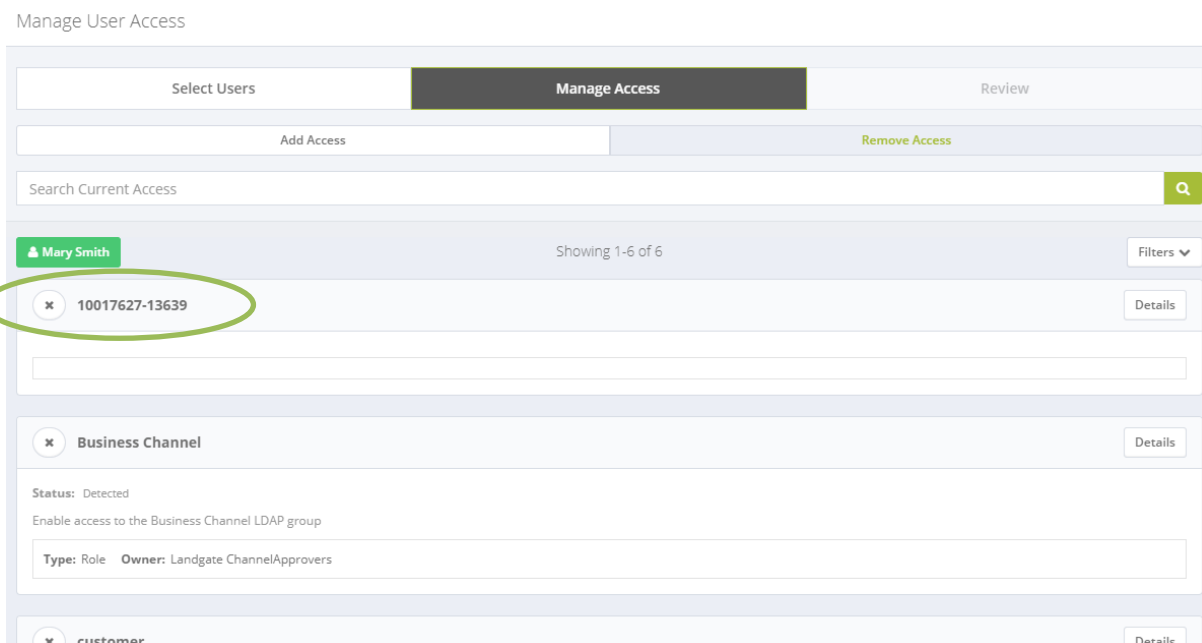 Manage User Access
Select Users Manage Access Review
Add Access Remove Access
Search Current Access
Mary Smith Showing 1-6 of 6 Filters
10017627-13639 Details
Business Channel Details
Status: Detected
Enable access to the Business Channel LDAP group
Type: Role Owner: Landgate ChannelApprovers
customer Details